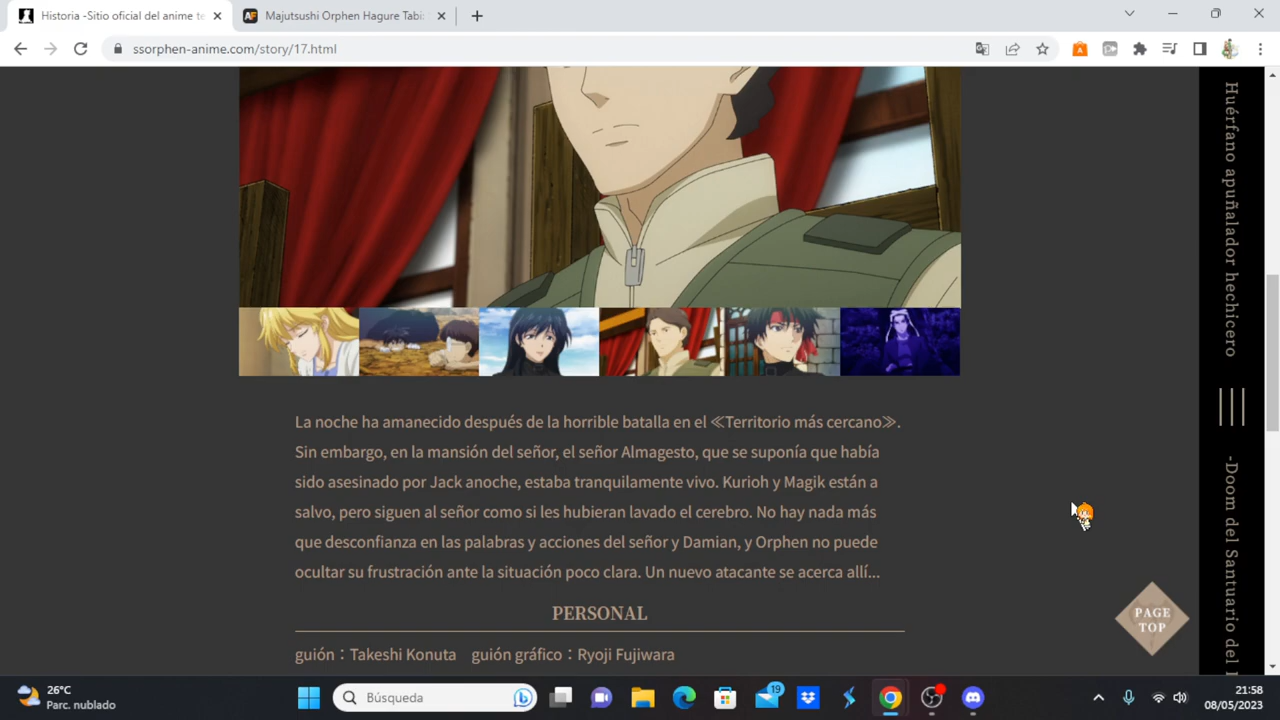 Historia -Sitio oficial del anime te
Majutsushi Orphen Hagure Tabi:
ssorphen-anime.com/story/17.html
Huérfano apuñalador hechicero
-Doom del Santuario del
La noche ha amanecido después de la horrible batalla en el ≪Territorio más cercano≫.
Sin embargo, en la mansión del señor, el señor Almagesto, que se suponía que había
sido asesinado por Jack anoche, estaba tranquilamente vivo. Kurioh y Magik están a
salvo, pero siguen al señor como si les hubieran lavado el cerebro. No hay nada más
que desconfianza en las palabras y acciones del señor y Damian, y Orphen no puede
ocultar su frustración ante la situación poco clara. Un nuevo atacante se acerca allí...
PERSONAL
guión：Takeshi Konuta guión gráfico：Ryoji Fujiwara
PAGE
TOP
26°C
Parc. nublado
Búsqueda
19
21:58
08/05/2023